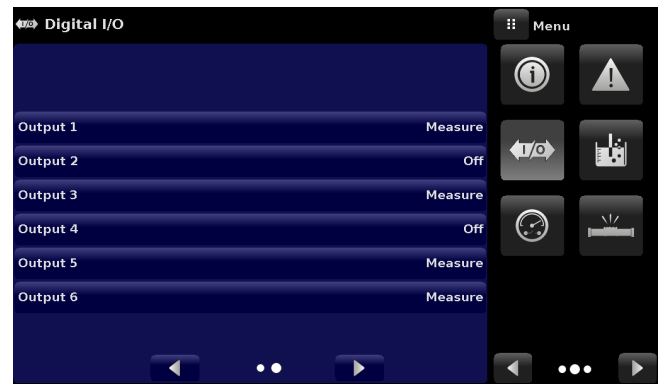 I/O Digital I/O
Menu
Output 1 Measure
Output 2 Off
I/O
Output 3 Measure
Output 4 Off
Output 5 Measure
Output 6 Measure